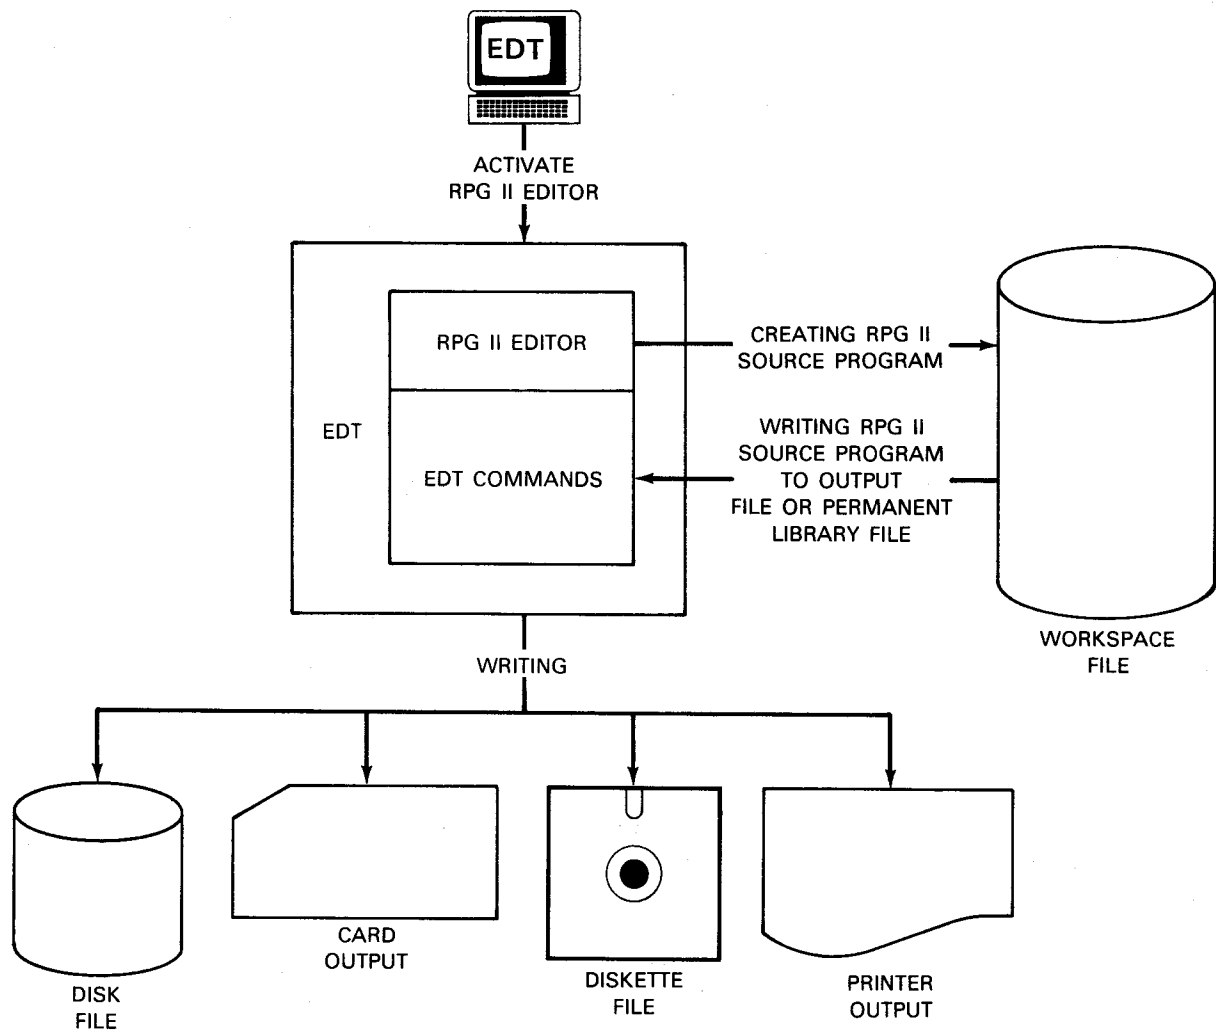 EDT
ACTIVATE
RPG II EDITOR
RPG II EDITOR
CREATING RPG II
SOURCE PROGRAM
EDT
EDT COMMANDS
WRITING RPG II
SOURCE PROGRAM
TO OUTPUT
FILE OR PERMANENT
LIBRARY FILE
WORKSPACE
FILE
WRITING
DISK
FILE
CARD
OUTPUT
DISKETTE
FILE
PRINTER
OUTPUT